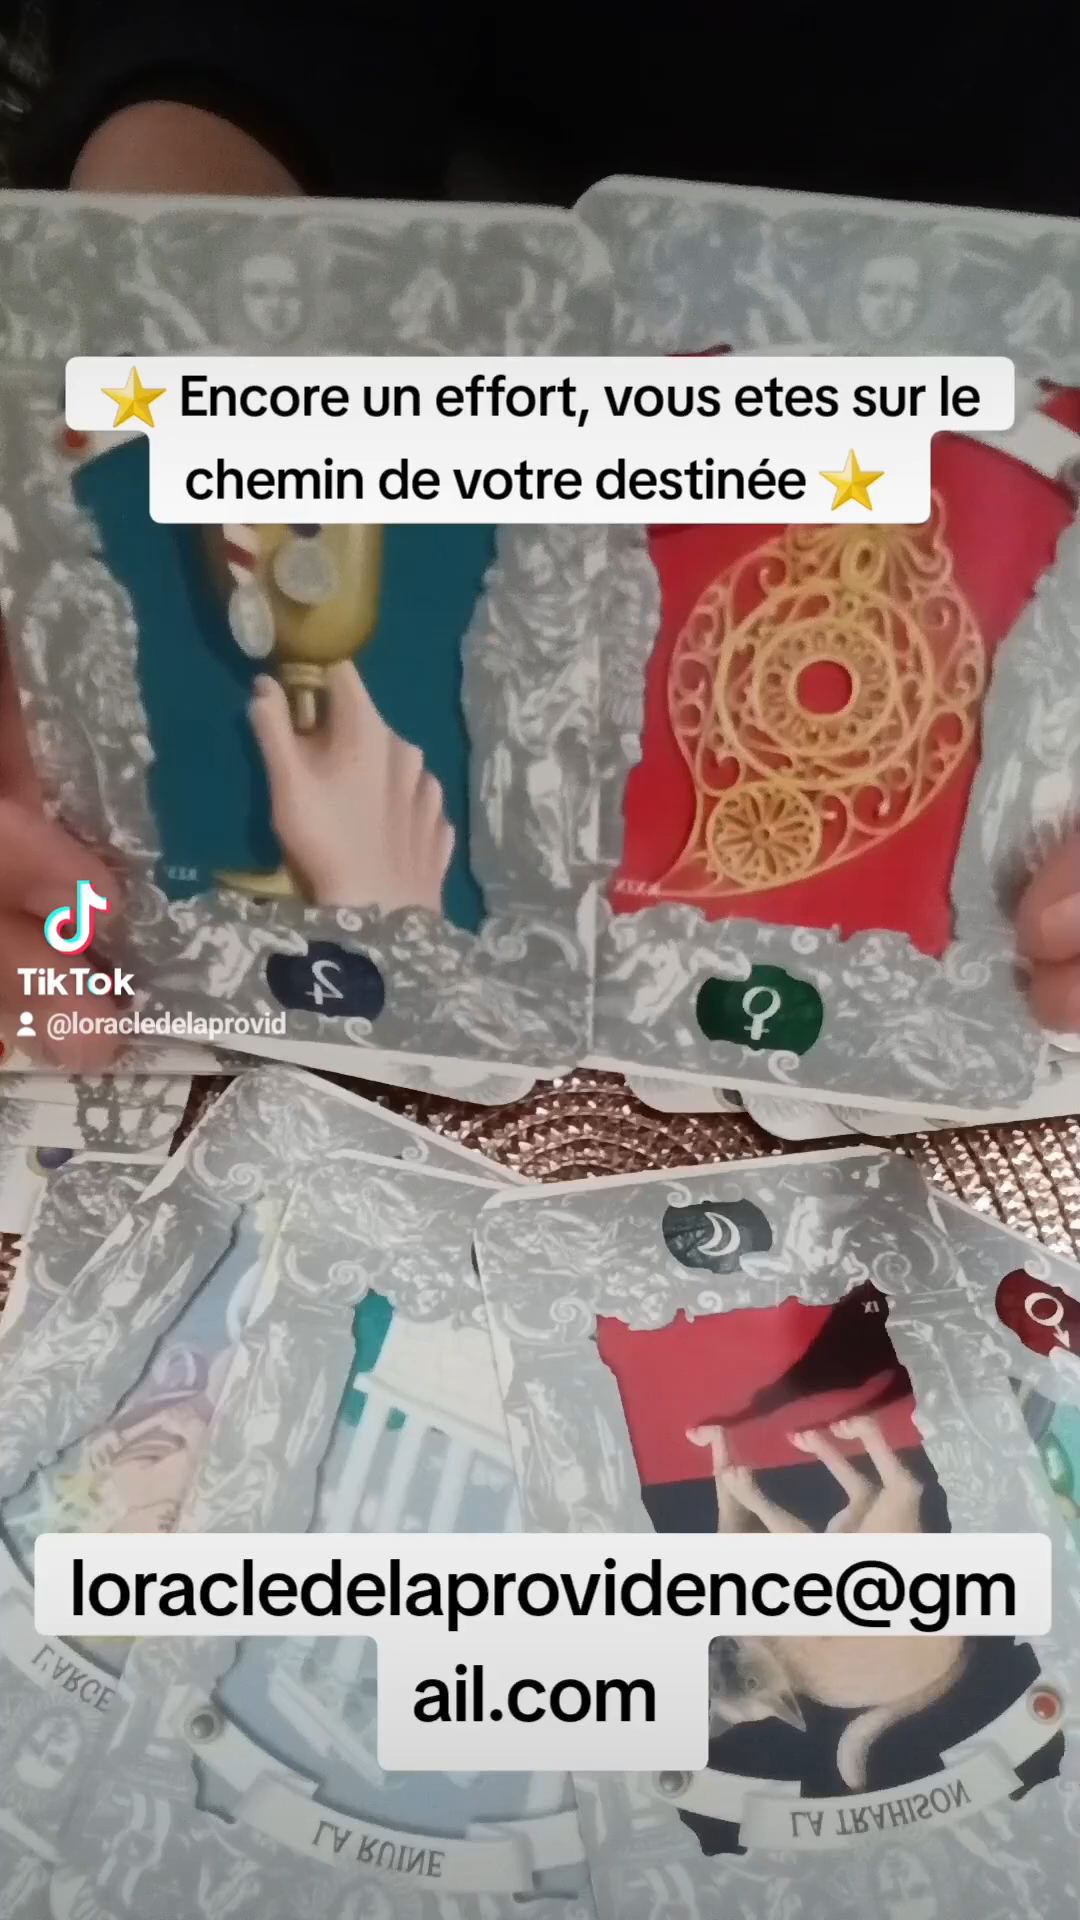 ⭐ Encore un effort, vous etes sur le
chemin de votre destinée ⭐
TikTok
@loracledelaprovid
loracledelaprovidence@gm
ail.com
LA RUINE
LA TRAHISON